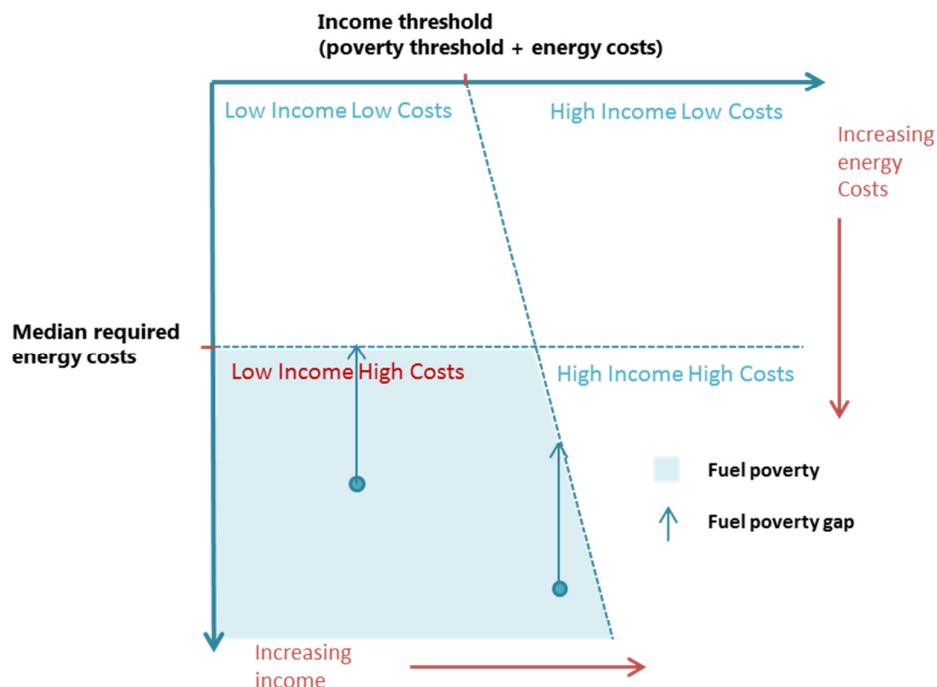 Income threshold
(poverty threshold + energy costs)
Low Income Low Costs
High Income Low Costs
Increasing
energy
Costs
Median required
energy costs
Low Income High Costs
High Income High Costs
Fuel poverty
Fuel poverty gap
Increasing
income